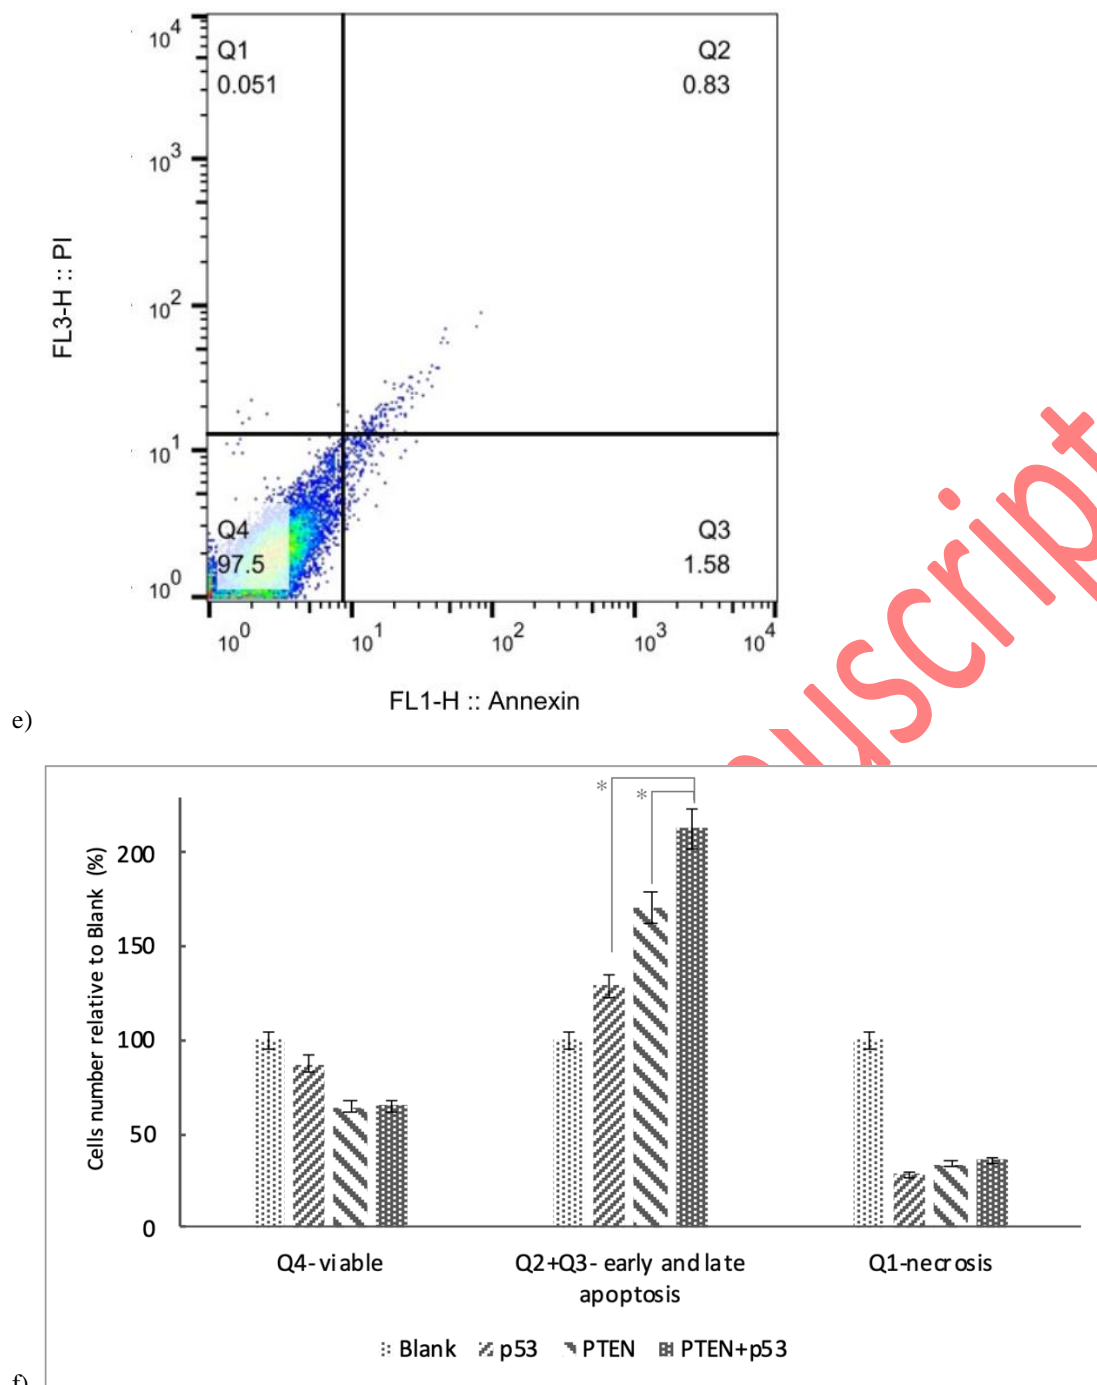 10^4
Q1
0.051
Q2
0.83
10^3
FL3-H :: PI
10^2
10^1
Q4
97.5
Q3
1.58
10^0
10^0 10^1 10^2 10^3 10^4
FL1-H :: Annexin
e)
uscript
Cells number relative to Blank (%)
200
150
100
50
0
* *
Q4-viable
Q2+Q3- early and late
apoptosis
Q1-necrosis
Blank p53 PTEN PTEN+p53
f)